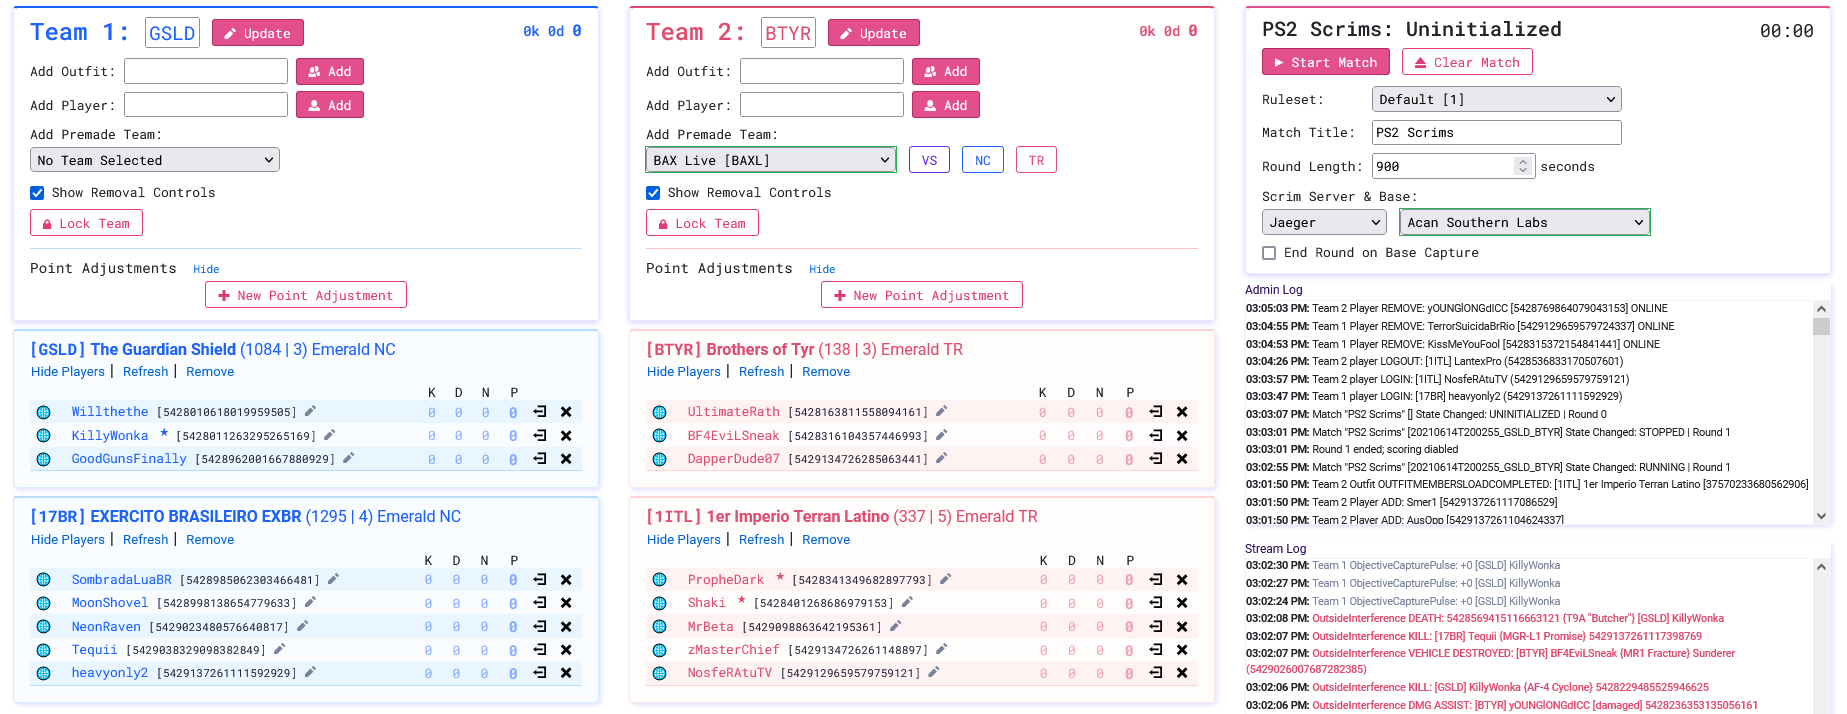 Team 1: GSLD Update 0k 0d 0
Add Outfit: Add
Add Player: Add
Add Premade Team:
No Team Selected
Show Removal Controls
Lock Team
Point Adjustments Hide
New Point Adjustment
[GSLD] The Guardian Shield (1084 | 3) Emerald NC
Hide Players | Refresh | Remove
K D N P
Willthethe [5428010618019959505] 0 0 0 0
KillyWonka ★ [5428011263295265169] 0 0 0 0
GoodGunsFinally [5428962001667880929] 0 0 0 0
[17BR] EXERCITO BRASILEIRO EXBR (1295 | 4) Emerald NC
Hide Players | Refresh | Remove
K D N P
SombradaLuaBR [5428985062303466481] 0 0 0 0
MoonShovel [5428998138654779633] 0 0 0 0
NeonRaven [5429023480576640817] 0 0 0 0
Tequii [5429038329098382849] 0 0 0 0
heavyonly2 [5429137261111592929] 0 0 0 0
Team 2: BTYR Update 0k 0d 0
Add Outfit: Add
Add Player: Add
Add Premade Team:
BAX Live [BAXL] VS NC TR
Show Removal Controls
Lock Team
Point Adjustments Hide
New Point Adjustment
[BTYR] Brothers of Tyr (138 | 3) Emerald TR
Hide Players | Refresh | Remove
K D N P
UltimateRath [5428163811558094161] 0 0 0 0
BF4EviLSneak [5428316104357446993] 0 0 0 0
DapperDude07 [5429134726285063441] 0 0 0 0
[1ITL] 1er Imperio Terran Latino (337 | 5) Emerald TR
Hide Players | Refresh | Remove
K D N P
PropheDark ★ [5428341349682897793] 0 0 0 0
Shaki ★ [5428401268686979153] 0 0 0 0
MrBeta [5429098863642195361] 0 0 0 0
zMasterChief [5429134726261148897] 0 0 0 0
NosfeRAtuTV [5429129659579759121] 0 0 0 0
PS2 Scrims: Uninitialized 00:00
Start Match Clear Match
Ruleset: Default [1]
Match Title: PS2 Scrims
Round Length: 900 seconds
Scrim Server & Base:
Jaeger Acan Southern Labs
End Round on Base Capture
Admin Log
03:05:03 PM: Team 2 Player REMOVE: yOUNGlONGdICC [5428769864079043153] ONLINE
03:04:55 PM: Team 1 Player REMOVE: TerrorSuicidaBrRio [5429129659579724337] ONLINE
03:04:53 PM: Team 1 Player REMOVE: KissMeYouFool [5428315372154841441] ONLINE
03:04:26 PM: Team 2 player LOGOUT: [1ITL] LantexPro (5428536833170507601)
03:03:57 PM: Team 2 player LOGIN: [1ITL] NosfeRAtuTV (5429129659579759121)
03:03:47 PM: Team 1 player LOGIN: [17BR] heavyonly2 (5429137261111592929)
03:03:07 PM: Match "PS2 Scrims" [] State Changed: UNINITIALIZED | Round 0
03:03:01 PM: Match "PS2 Scrims" [20210614T200255_GSLD_BTYR] State Changed: STOPPED | Round 1
03:03:01 PM: Round 1 ended; scoring diabled
03:02:55 PM: Match "PS2 Scrims" [20210614T200255_GSLD_BTYR] State Changed: RUNNING | Round 1
03:01:50 PM: Team 2 Outfit OUTFITMEMBERSLOADCOMPLETED: [1ITL] 1er Imperio Terran Latino [37570233680562906]
03:01:50 PM: Team 2 Player ADD: Smer1 [5429137261117086529]
03:01:50 PM: Team 2 Player ADD: AusOpp [5429137261104624337]
Stream Log
03:02:30 PM: Team 1 ObjectiveCapturePulse: +0 [GSLD] KillyWonka
03:02:27 PM: Team 1 ObjectiveCapturePulse: +0 [GSLD] KillyWonka
03:02:24 PM: Team 1 ObjectiveCapturePulse: +0 [GSLD] KillyWonka
03:02:08 PM: OutsideInterference DEATH: 5428569415116663121 {T9A "Butcher"} [GSLD] KillyWonka
03:02:07 PM: OutsideInterference KILL: [17BR] Tequii {MGR-L1 Promise} 5429137261117398769
03:02:07 PM: OutsideInterference VEHICLE DESTROYED: [BTYR] BF4EviLSneak {MR1 Fracture} Sunderer
(5429026007687282385)
03:02:06 PM: OutsideInterference KILL: [GSLD] KillyWonka {AF-4 Cyclone} 5428229485525946625
03:02:06 PM: OutsideInterference DMG ASSIST: [BTYR] yOUNGlONGdICC [damaged] 5428236353135056161